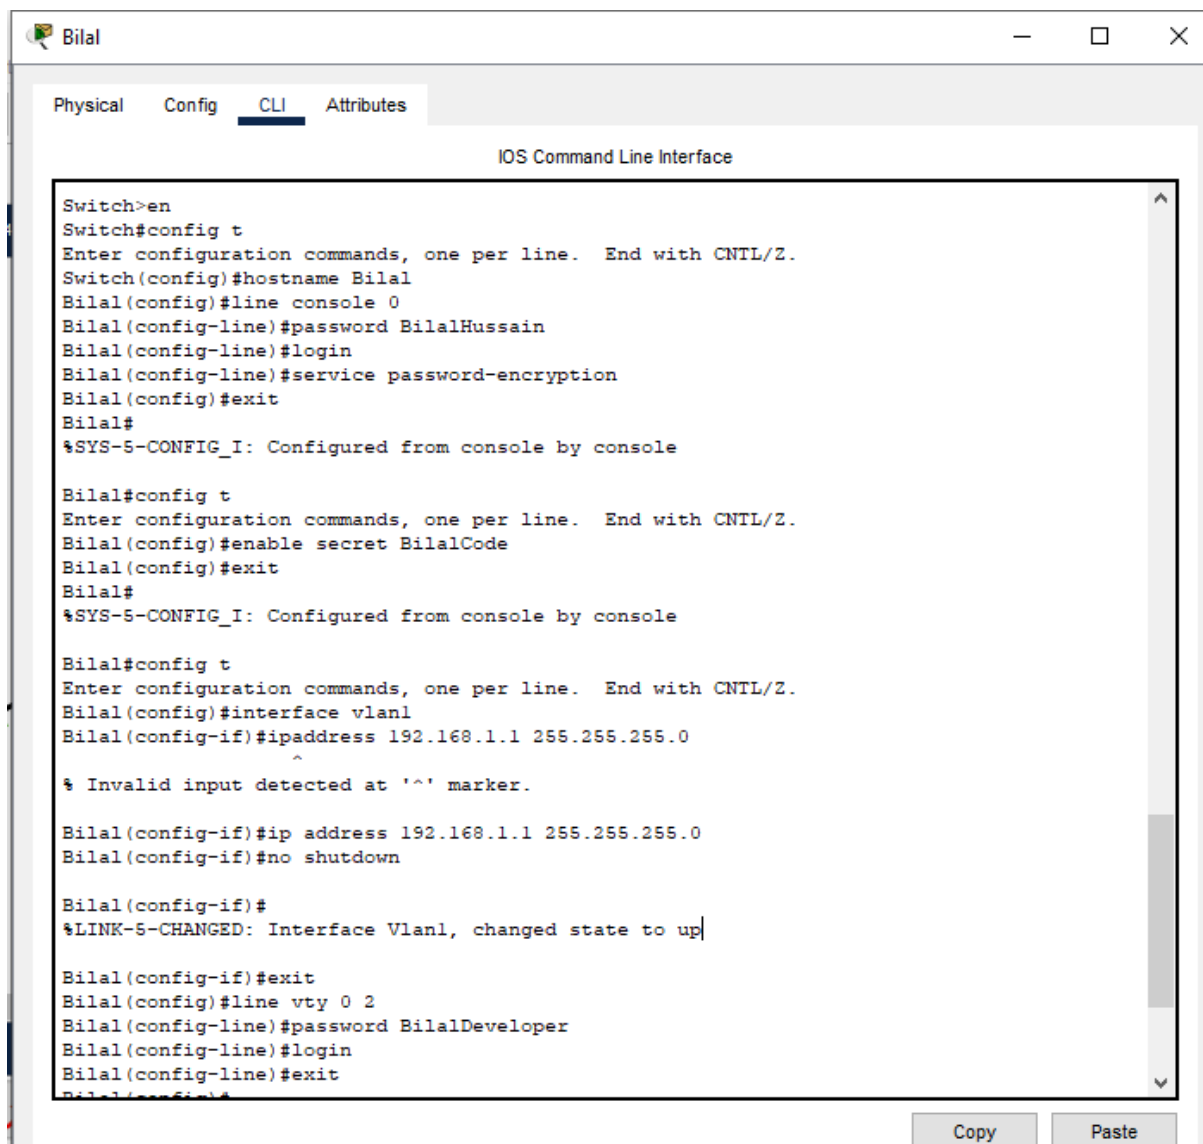 Bilal
Physical Config CLI Attributes
IOS Command Line Interface
Switch>en
Switch#config t
Enter configuration commands, one per line.  End with CNTL/Z.
Switch(config)#hostname Bilal
Bilal(config)#line console 0
Bilal(config-line)#password BilalHussain
Bilal(config-line)#login
Bilal(config-line)#service password-encryption
Bilal(config)#exit
Bilal#
%SYS-5-CONFIG_I: Configured from console by console
Bilal#config t
Enter configuration commands, one per line.  End with CNTL/Z.
Bilal(config)#enable secret BilalCode
Bilal(config)#exit
Bilal#
%SYS-5-CONFIG_I: Configured from console by console
Bilal#config t
Enter configuration commands, one per line.  End with CNTL/Z.
Bilal(config)#interface vlan1
Bilal(config-if)#ipaddress 192.168.1.1 255.255.255.0
^
% Invalid input detected at '^' marker.
Bilal(config-if)#ip address 192.168.1.1 255.255.255.0
Bilal(config-if)#no shutdown
Bilal(config-if)#
%LINK-5-CHANGED: Interface Vlan1, changed state to up
Bilal(config-if)#exit
Bilal(config)#line vty 0 2
Bilal(config-line)#password BilalDeveloper
Bilal(config-line)#login
Bilal(config-line)#exit
Bilal(config)#
Copy Paste